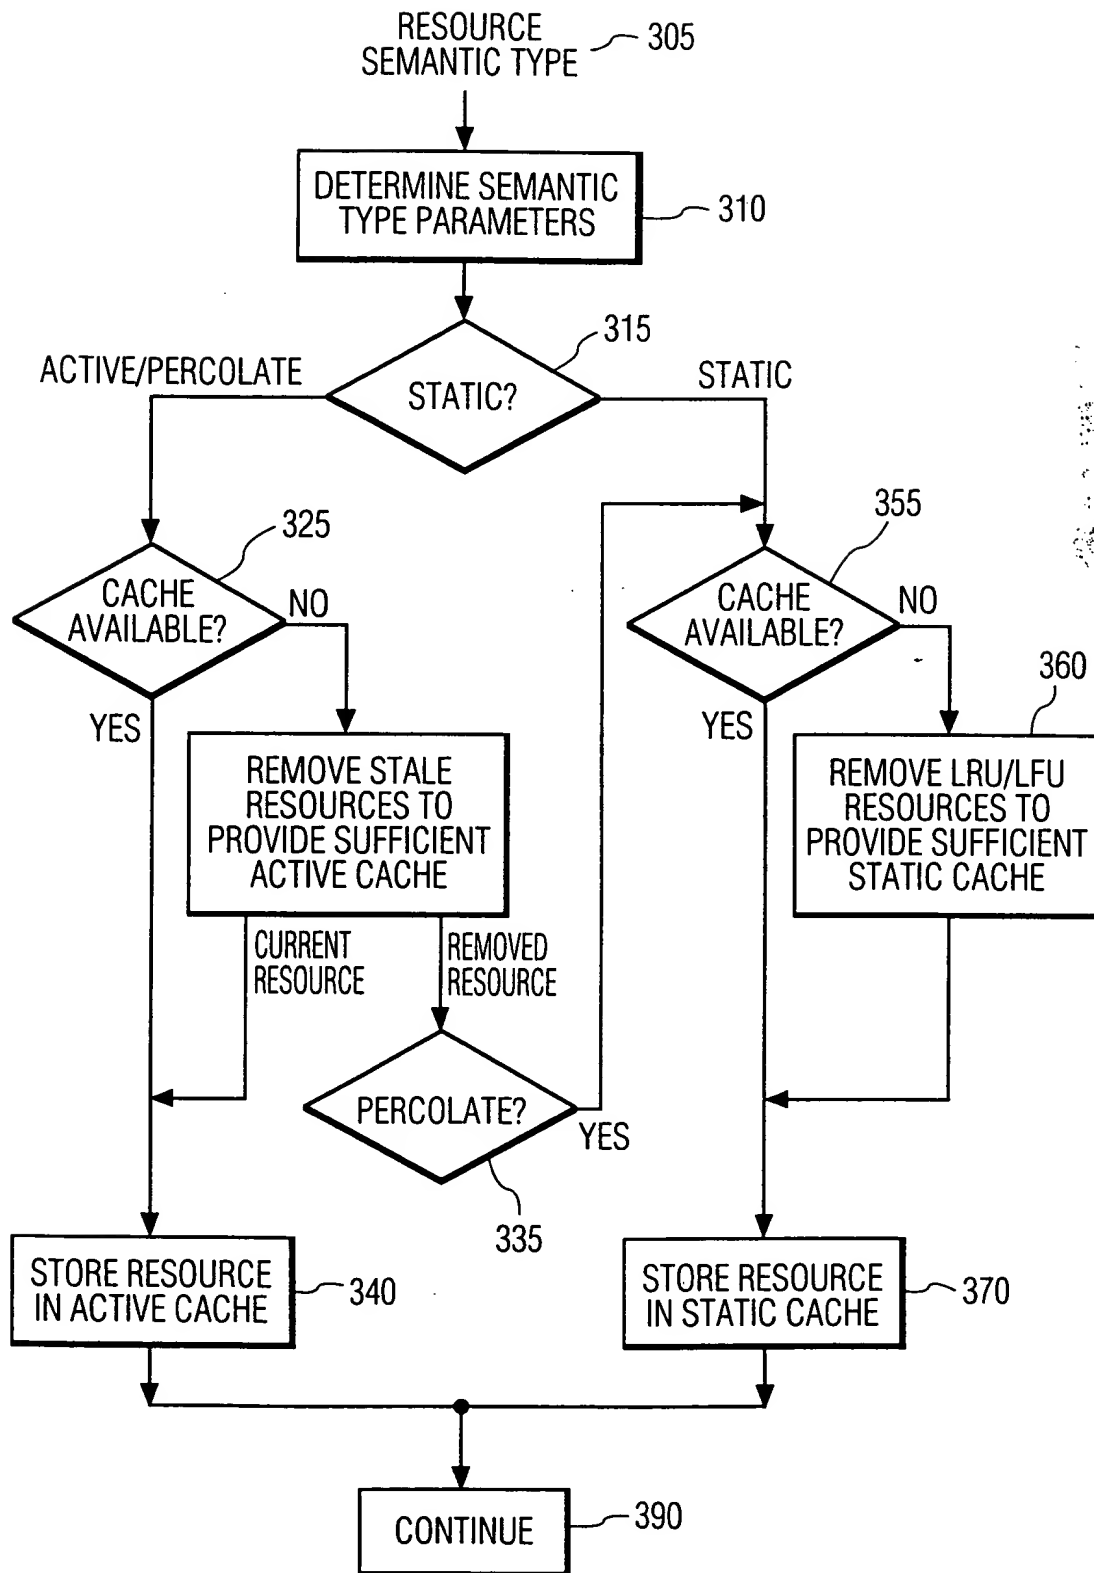 RESOURCE
SEMANTIC TYPE
305
DETERMINE SEMANTIC
TYPE PARAMETERS
310
315
ACTIVE/PERCOLATE
STATIC?
STATIC
325
CACHE
AVAILABLE?
NO
YES
355
CACHE
AVAILABLE?
NO
YES
360
REMOVE STALE
RESOURCES TO
PROVIDE SUFFICIENT
ACTIVE CACHE
REMOVE LRU/LFU
RESOURCES TO
PROVIDE SUFFICIENT
STATIC CACHE
CURRENT
RESOURCE
REMOVED
RESOURCE
PERCOLATE?
YES
335
STORE RESOURCE
IN ACTIVE CACHE
340
STORE RESOURCE
IN STATIC CACHE
370
CONTINUE
390